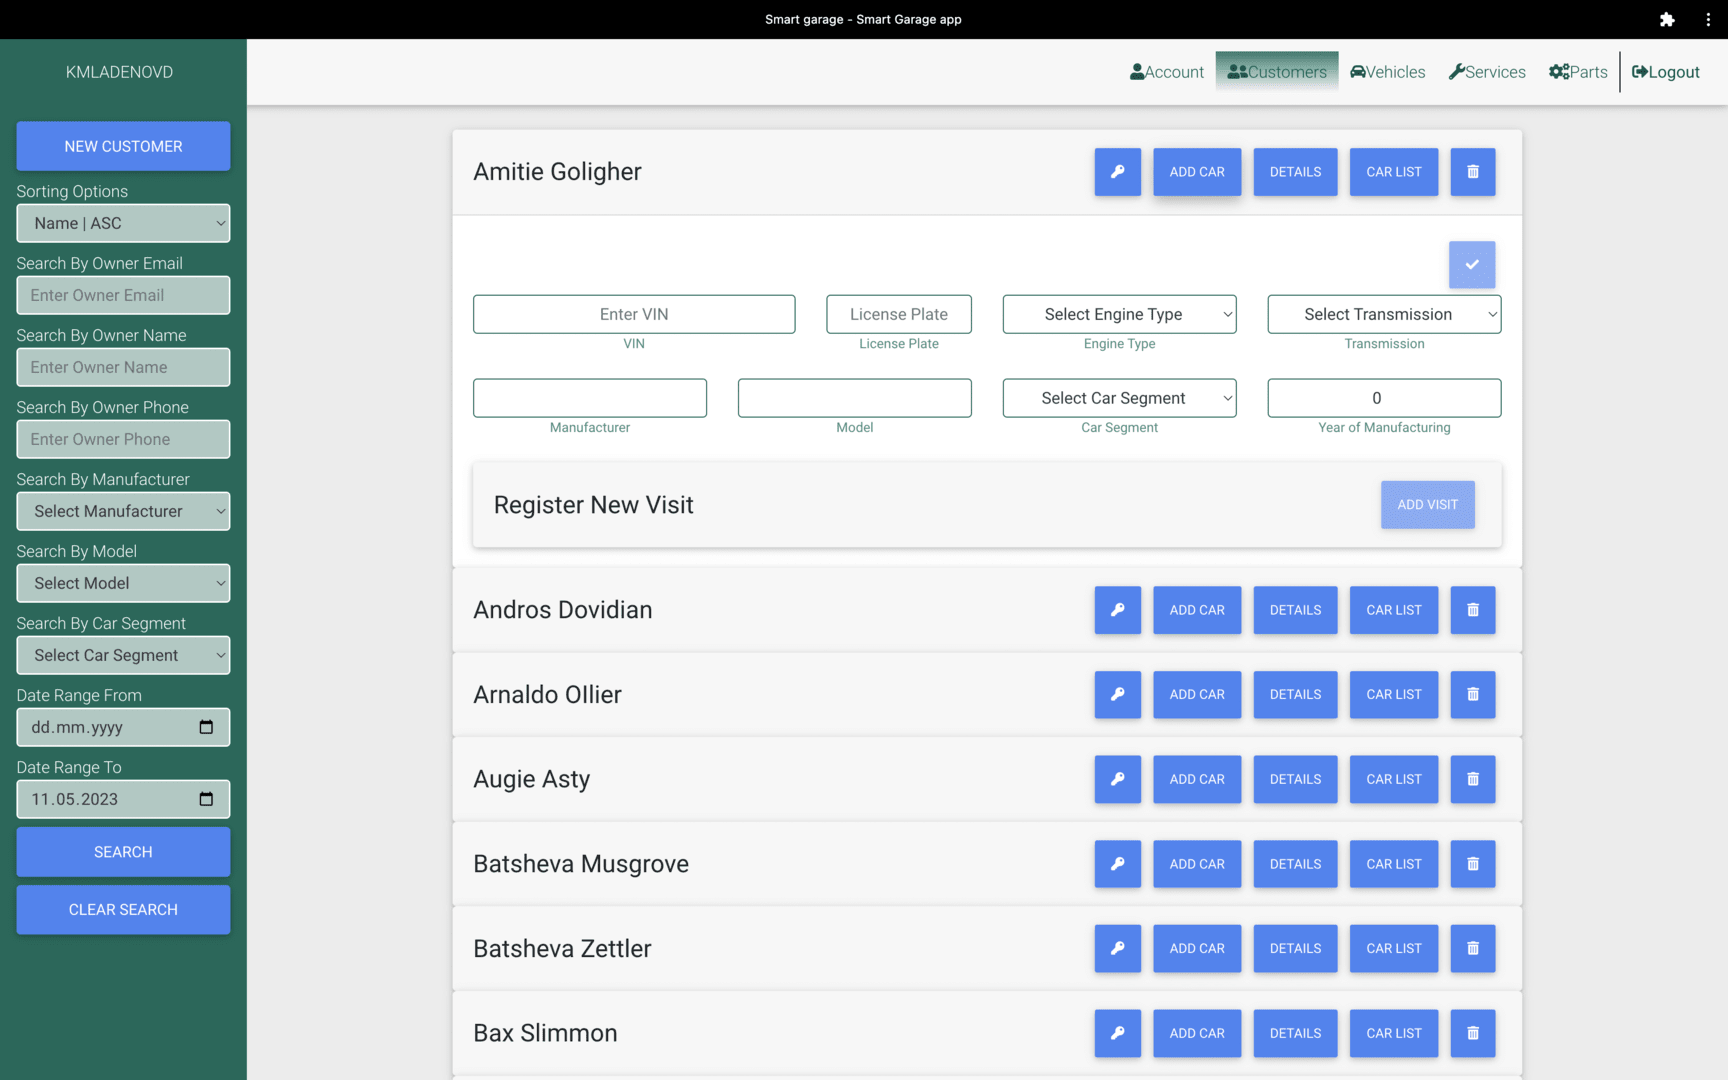 Smart garage - Smart Garage app
KMLADENOVD
Account Customers Vehicles Services Parts Logout
NEW CUSTOMER
Sorting Options
Name | ASC
Search By Owner Email
Enter Owner Email
Search By Owner Name
Enter Owner Name
Search By Owner Phone
Enter Owner Phone
Search By Manufacturer
Select Manufacturer
Search By Model
Select Model
Search By Car Segment
Select Car Segment
Date Range From
dd.mm.yyyy
Date Range To
11.05.2023
SEARCH
CLEAR SEARCH
Amitie Goligher ADD CAR DETAILS CAR LIST
Enter VIN License Plate Select Engine Type Select Transmission
VIN License Plate Engine Type Transmission
Select Car Segment 0
Manufacturer Model Car Segment Year of Manufacturing
Register New Visit ADD VISIT
Andros Dovidian ADD CAR DETAILS CAR LIST
Arnaldo Ollier ADD CAR DETAILS CAR LIST
Augie Asty ADD CAR DETAILS CAR LIST
Batsheva Musgrove ADD CAR DETAILS CAR LIST
Batsheva Zettler ADD CAR DETAILS CAR LIST
Bax Slimmon ADD CAR DETAILS CAR LIST